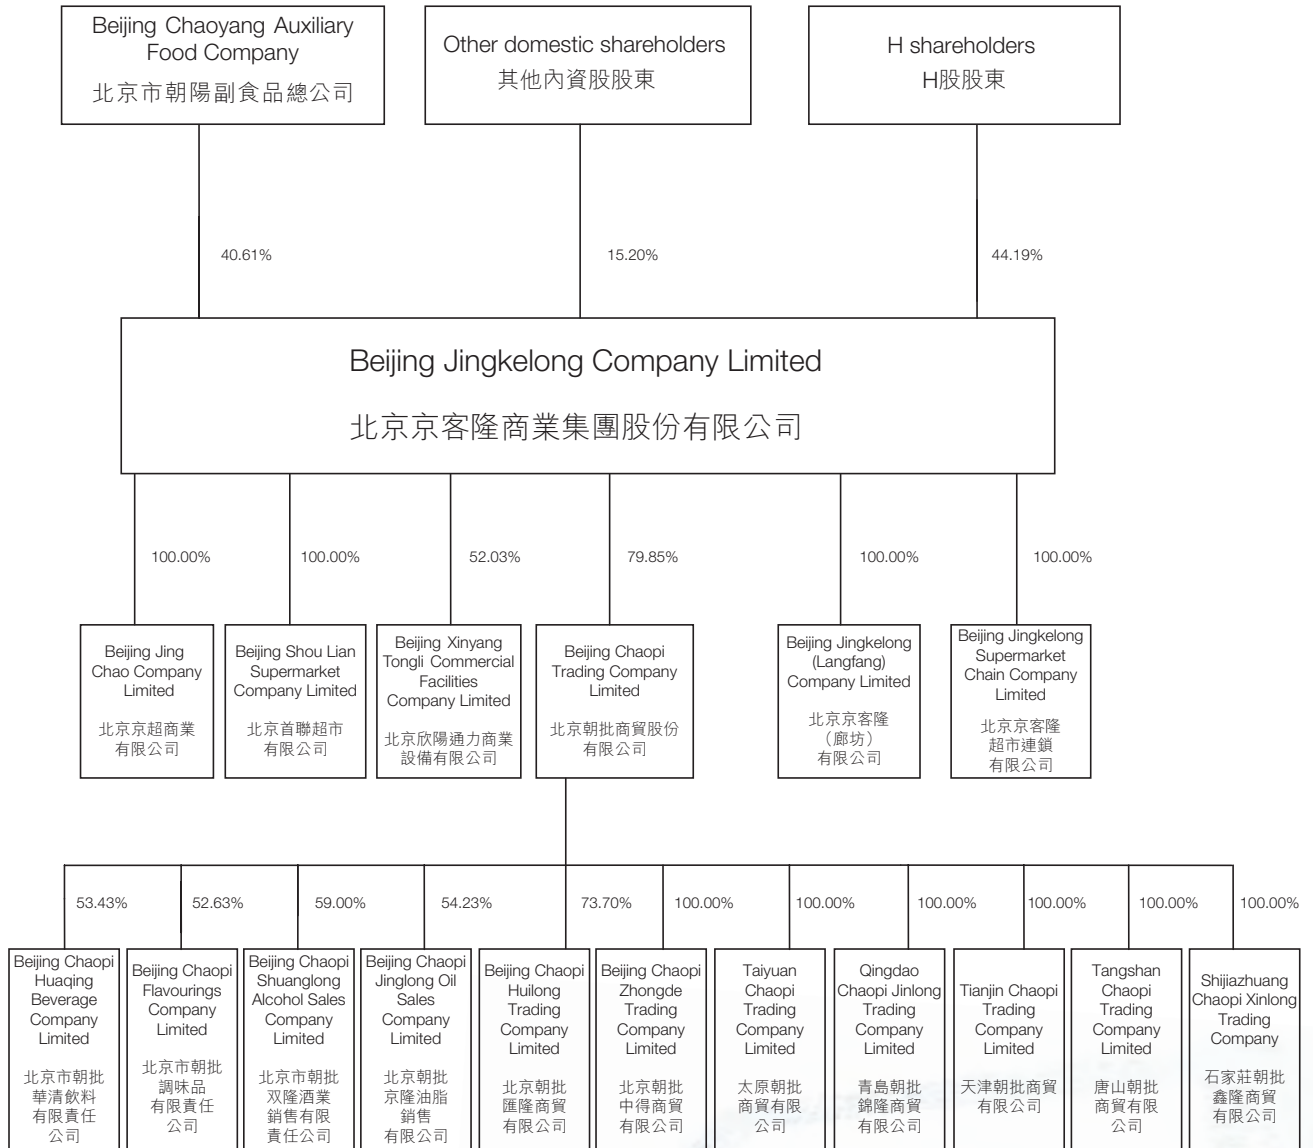 Beijing Chaoyang Auxiliary
Food Company
北京市朝陽副食品總公司
Other domestic shareholders
其他內資股股東
H shareholders
H股股東
40.61%
15.20%
44.19%
Beijing Jingkelong Company Limited
北京京客隆商業集團股份有限公司
100.00%
100.00%
52.03%
79.85%
100.00%
100.00%
Beijing Jing
Chao Company
Limited
北京京超商業
有限公司
Beijing Shou Lian
Supermarket
Company Limited
北京首聯超市
有限公司
Beijing Xinyang
Tongli Commercial
Facilities
Company Limited
北京欣陽通力商業
設備有限公司
Beijing Chaopi
Trading Company
Limited
北京朝批商貿股份
有限公司
Beijing Jingkelong
(Langfang)
Company Limited
北京京客隆
（廊坊）
有限公司
Beijing Jingkelong
Supermarket
Chain Company
Limited
北京京客隆
超市連鎖
有限公司
53.43%
52.63%
59.00%
54.23%
73.70%
100.00%
100.00%
100.00%
100.00%
100.00%
100.00%
Beijing Chaopi
Huaqing
Beverage
Company
Limited
北京市朝批
華清飲料
有限責任
公司
Beijing Chaopi
Flavourings
Company
Limited
北京市朝批
調味品
有限責任
公司
Beijing Chaopi
Shuanglong
Alcohol Sales
Company
Limited
北京市朝批
双隆酒業
銷售有限
責任公司
Beijing Chaopi
Jinglong Oil
Sales
Company
Limited
北京朝批
京隆油脂
銷售
有限公司
Beijing Chaopi
Huilong
Trading
Company
Limited
北京朝批
匯隆商貿
有限公司
Beijing Chaopi
Zhongde
Trading
Company
Limited
北京朝批
中得商貿
有限公司
Taiyuan
Chaopi
Trading
Company
Limited
太原朝批
商貿有限
公司
Qingdao
Chaopi Jinlong
Trading
Company
Limited
青島朝批
錦隆商貿
有限公司
Tianjin Chaopi
Trading
Company
Limited
天津朝批商貿
有限公司
Tangshan
Chaopi
Trading
Company
Limited
唐山朝批
商貿有限
公司
Shijiazhuang
Chaopi Xinlong
Trading
Company
石家莊朝批
鑫隆商貿
有限公司